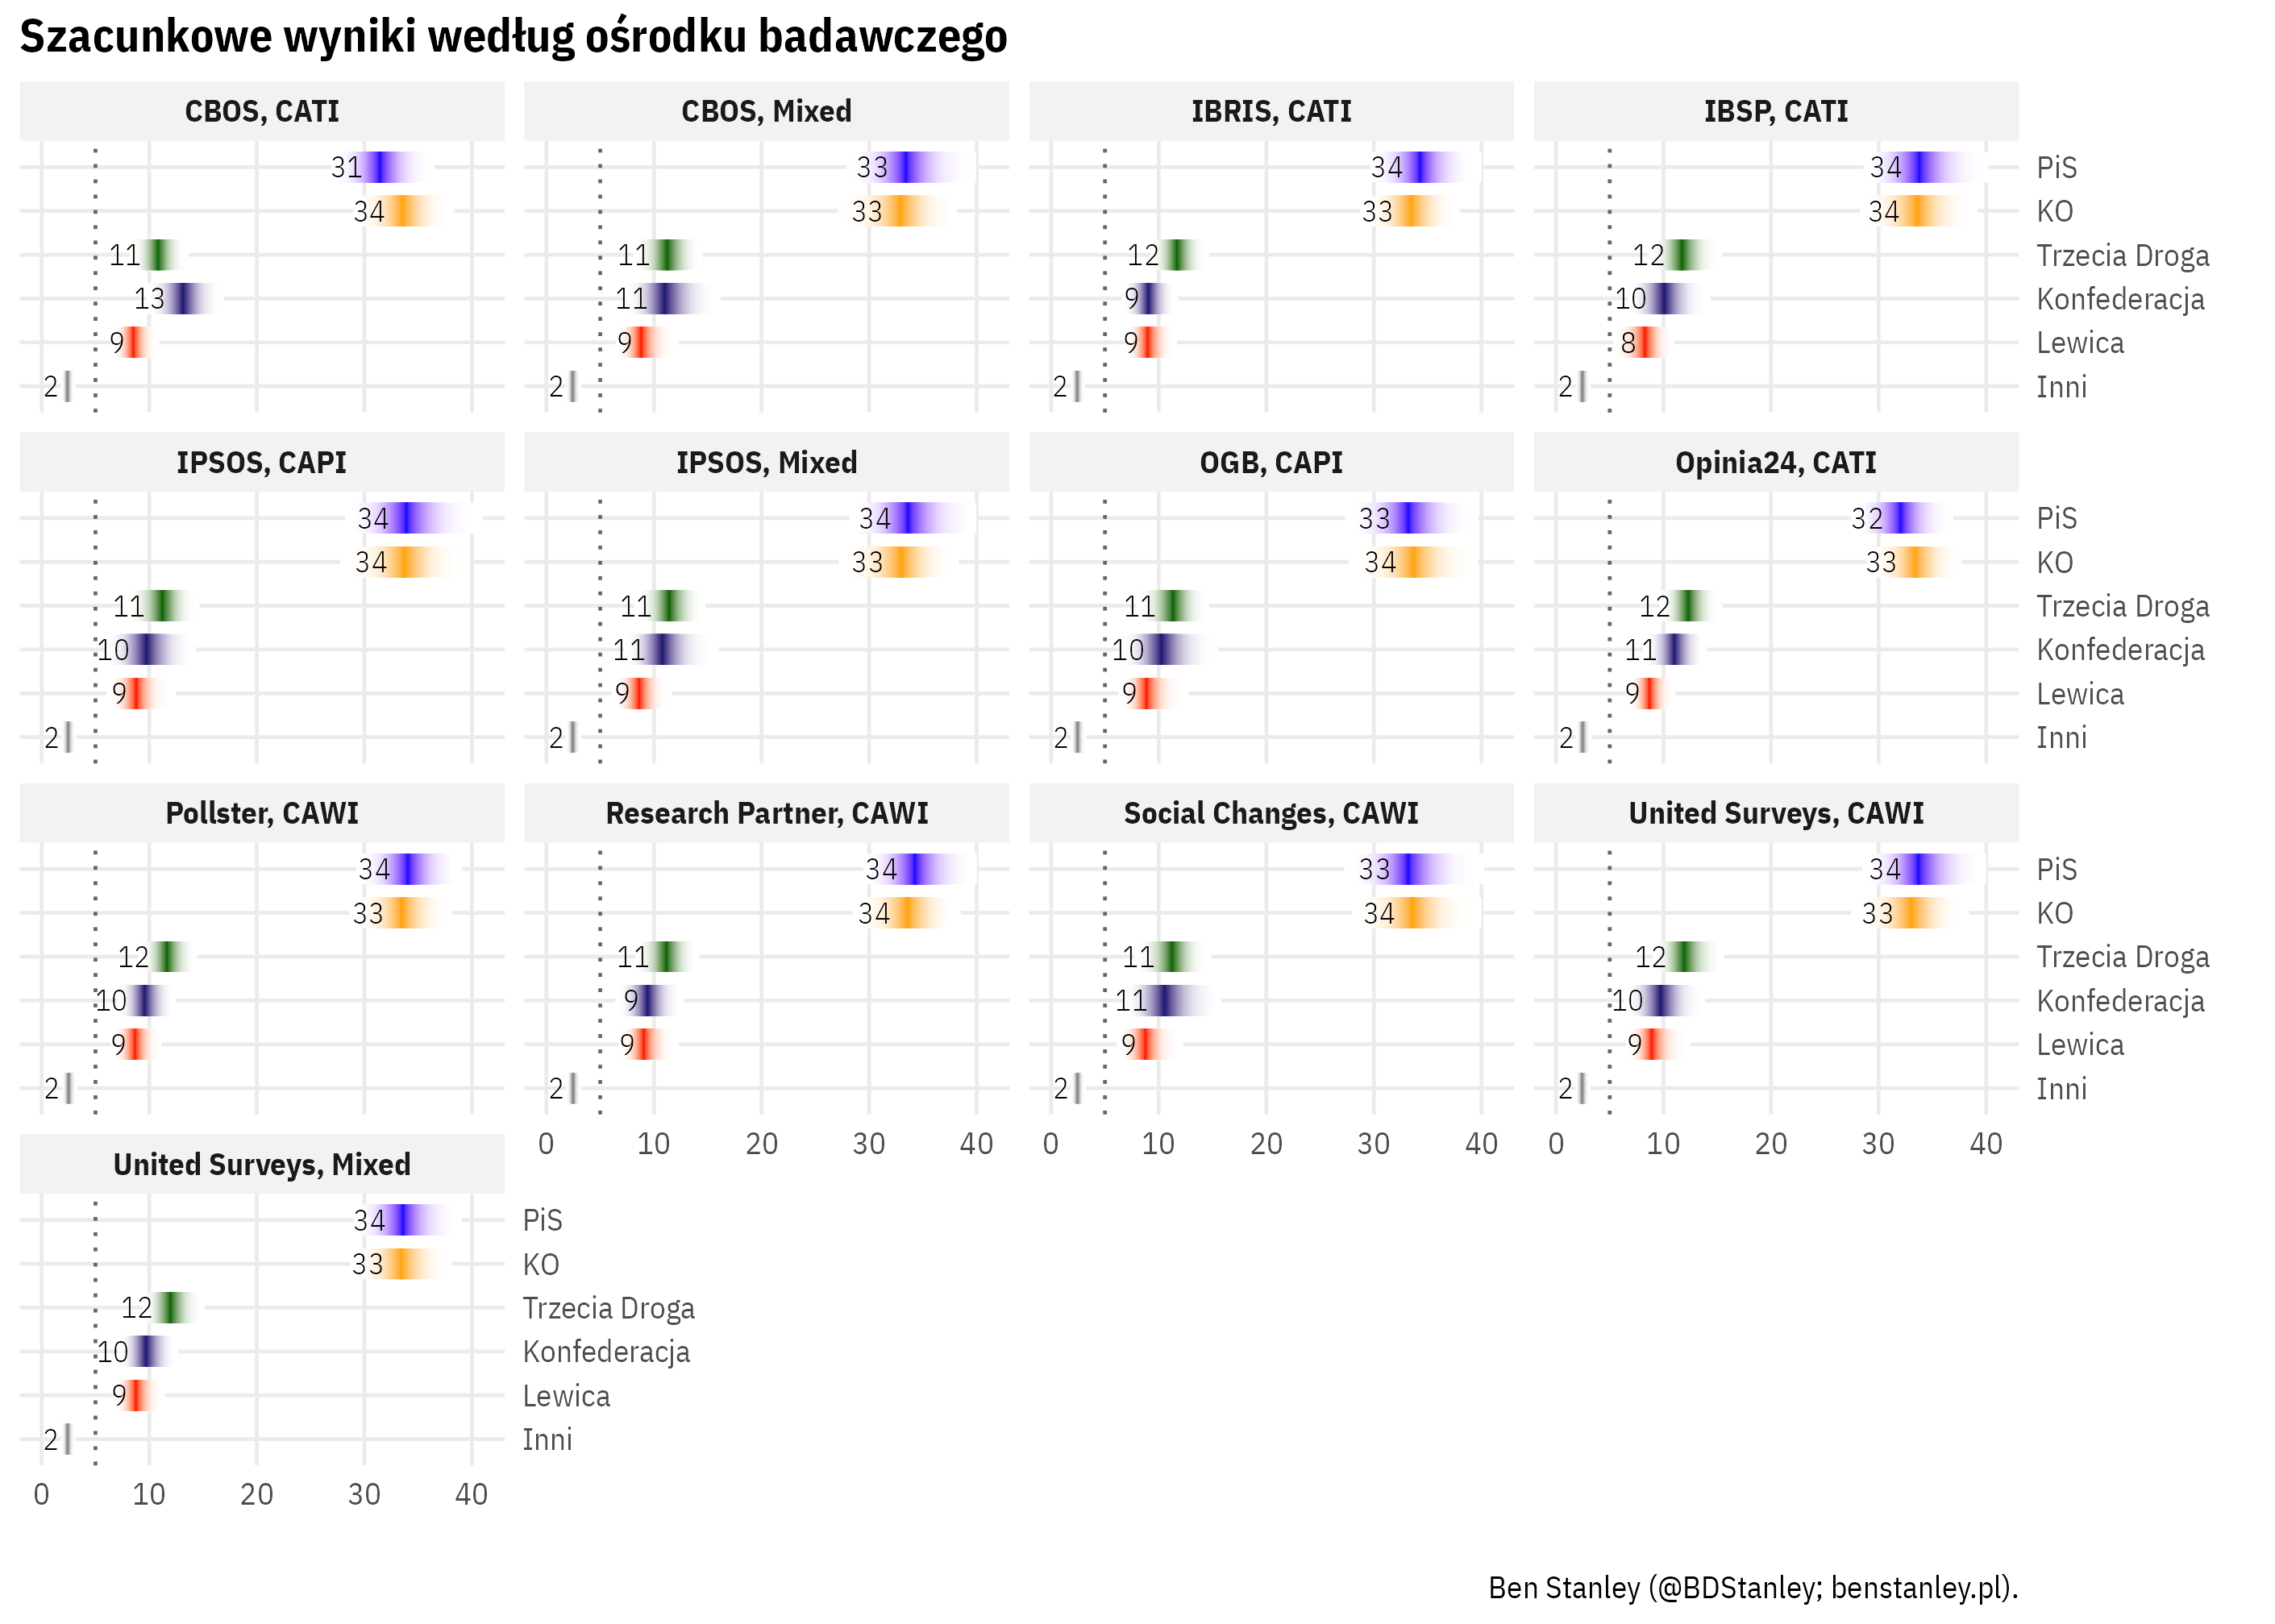 Szacunkowe wyniki według ośrodku badawczego
CBOS, CATI CBOS, Mixed IBRIS, CATI IBSP, CATI
31 33 34 34 PiS
34 33 33 34 KO
11 11 12 12 Trzecia Droga
13 11 9 10 Konfederacja
9 9 9 8 Lewica
2 2 2 2 Inni
IPSOS, CAPI IPSOS, Mixed OGB, CAPI Opinia24, CATI
34 34 33 32 PiS
34 33 34 33 KO
11 11 11 12 Trzecia Droga
10 11 10 11 Konfederacja
9 9 9 9 Lewica
2 2 2 2 Inni
Pollster, CAWI Research Partner, CAWI Social Changes, CAWI United Surveys, CAWI
34 34 33 34 PiS
33 34 34 33 KO
12 11 11 12 Trzecia Droga
10 9 11 10 Konfederacja
9 9 9 9 Lewica
2 2 2 2 Inni
0 10 20 30 40 0 10 20 30 40 0 10 20 30 40
United Surveys, Mixed
34 PiS
33 KO
12 Trzecia Droga
10 Konfederacja
9 Lewica
2 Inni
0 10 20 30 40
Ben Stanley (@BDStanley; benstanley.pl).